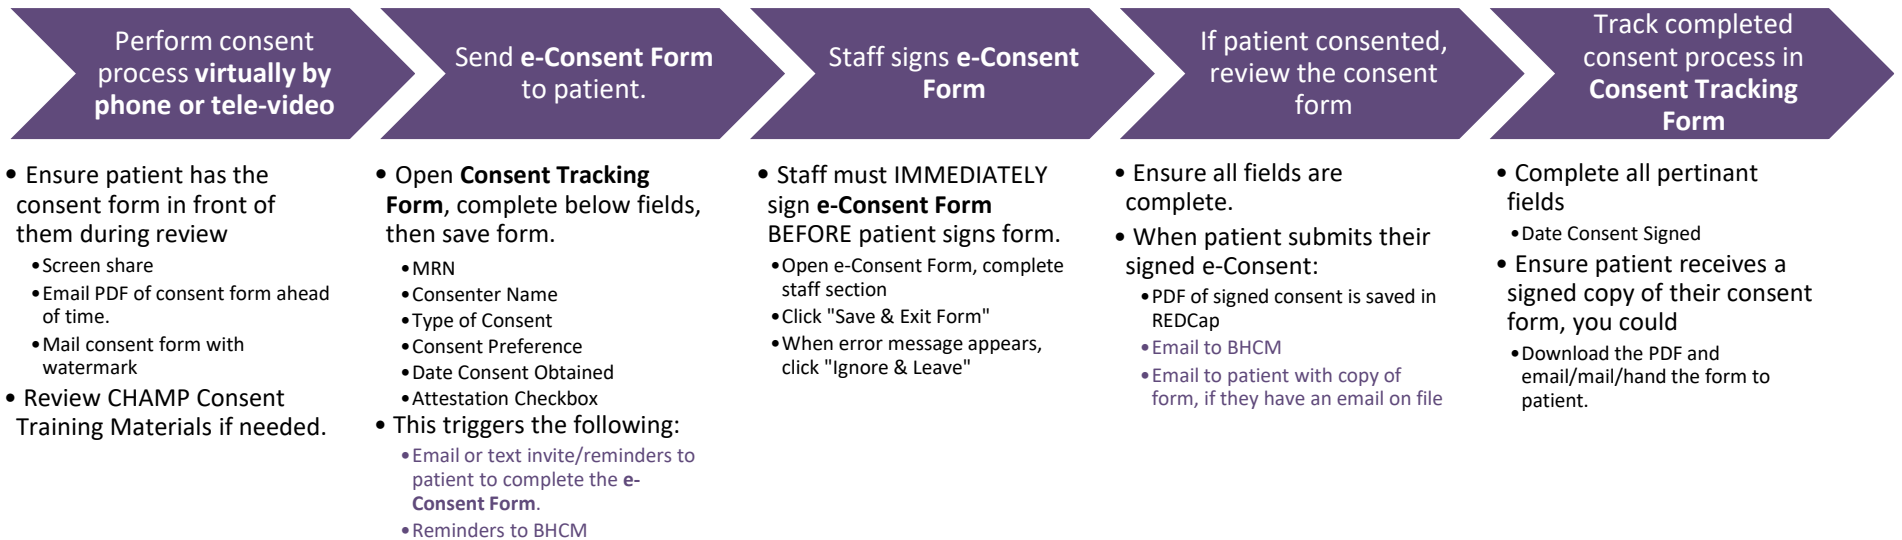 Perform consent
process virtually by
phone or tele-video
Send e-Consent Form
to patient.
Staff signs e-Consent
Form
If patient consented,
review the consent
form
Track completed
consent process in
Consent Tracking
Form
• Ensure patient has the
consent form in front of
them during review
• Screen share
• Email PDF of consent form ahead
of time.
• Mail consent form with
watermark
• Review CHAMP Consent
Training Materials if needed.
• Open Consent Tracking
Form, complete below fields,
then save form.
• MRN
• Consenter Name
• Type of Consent
• Consent Preference
• Date Consent Obtained
• Attestation Checkbox
• This triggers the following:
• Email or text invite/reminders to
patient to complete the e-
Consent Form.
• Reminders to BHCM
• Staff must IMMEDIATELY
sign e-Consent Form
BEFORE patient signs form.
• Open e-Consent Form, complete
staff section
• Click "Save & Exit Form"
• When error message appears,
click "Ignore & Leave"
• Ensure all fields are
complete.
• When patient submits their
signed e-Consent:
• PDF of signed consent is saved in
REDCap
• Email to BHCM
• Email to patient with copy of
form, if they have an email on file
• Complete all pertinant
fields
• Date Consent Signed
• Ensure patient receives a
signed copy of their consent
form, you could
• Download the PDF and
email/mail/hand the form to
patient.